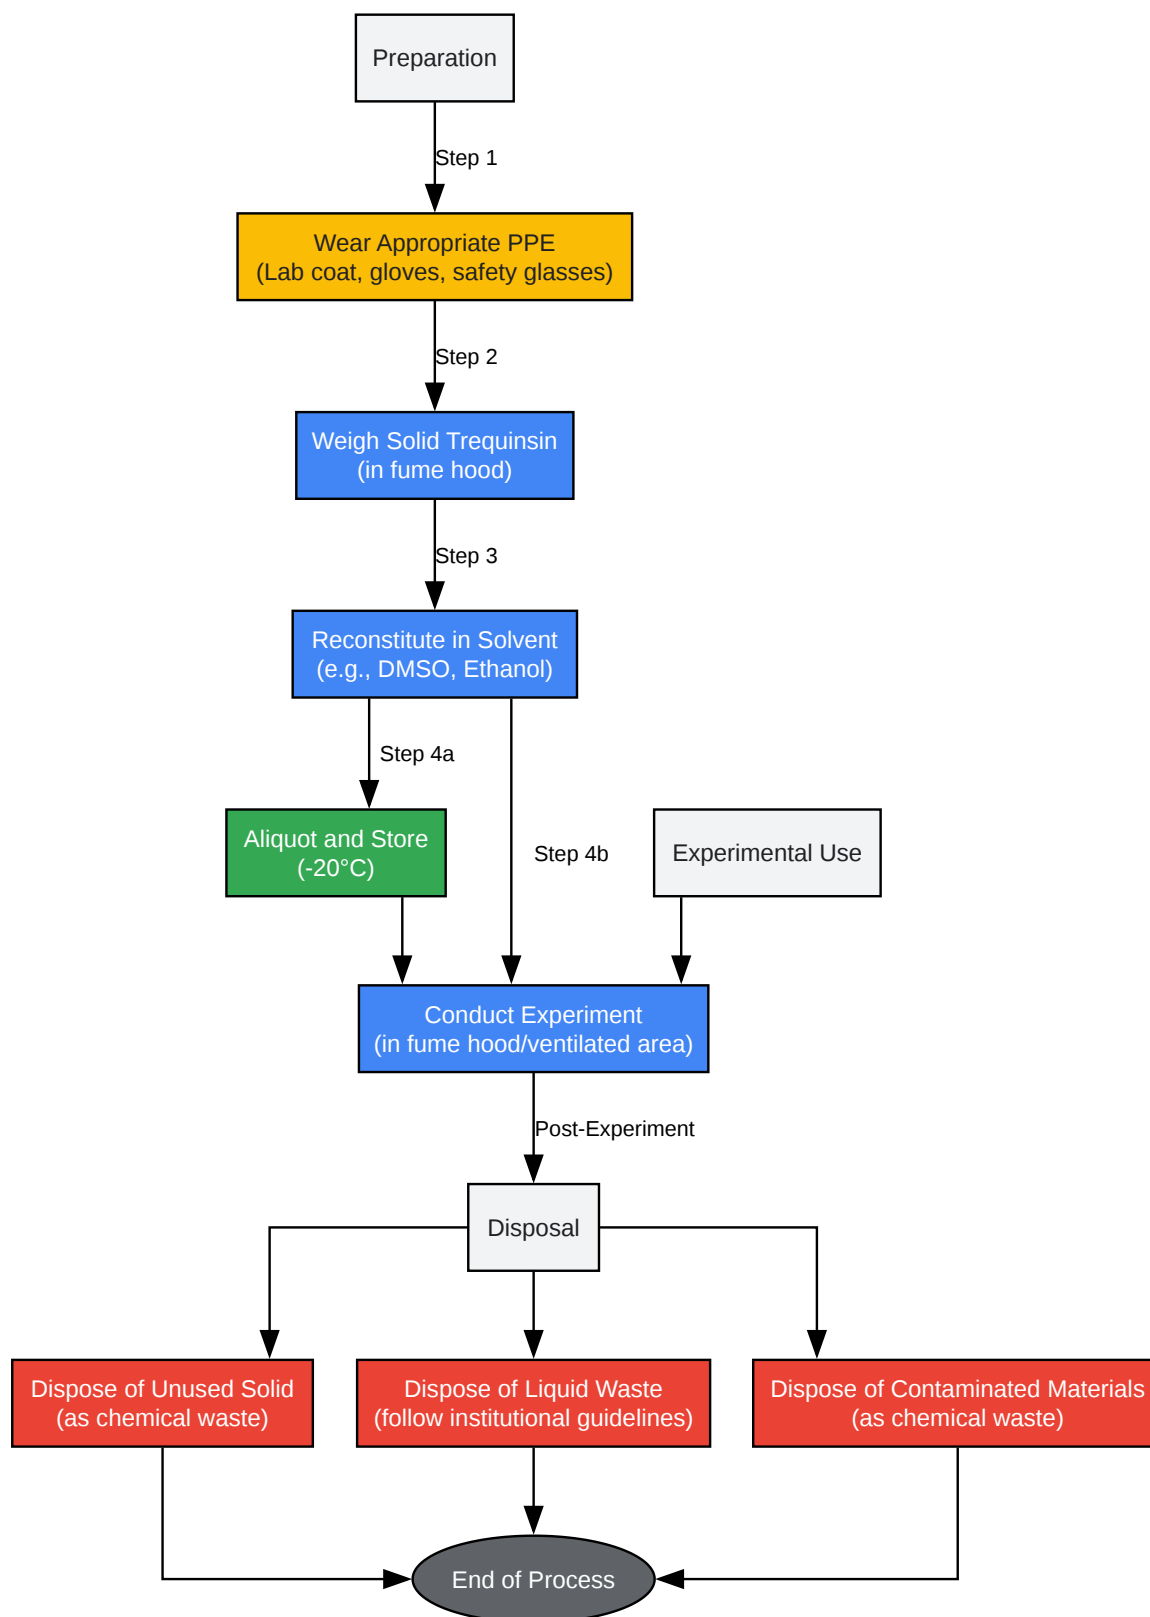 Preparation
Step 1
Wear Appropriate PPE
(Lab coat, gloves, safety glasses)
Step 2
Weigh Solid Trequinsin
(in fume hood)
Step 3
Reconstitute in Solvent
(e.g., DMSO, Ethanol)
Step 4a
Aliquot and Store
(-20°C)
Step 4b
Experimental Use
Conduct Experiment
(in fume hood/ventilated area)
Post-Experiment
Disposal
Dispose of Unused Solid
(as chemical waste)
Dispose of Liquid Waste
(follow institutional guidelines)
Dispose of Contaminated Materials
(as chemical waste)
End of Process